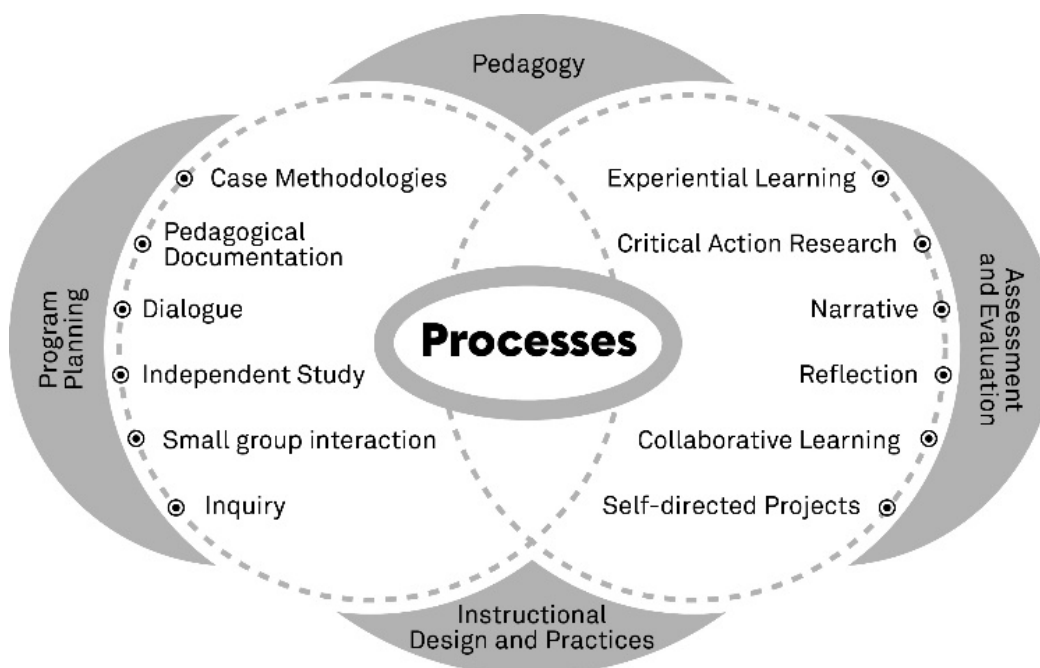 Pedagogy
Program
Planning
Case Methodologies
Pedagogical
Documentation
Dialogue
Independent Study
Small group interaction
Inquiry
Processes
Experiential Learning
Critical Action Research
Narrative
Reflection
Collaborative Learning
Self-directed Projects
Assessment
and Evaluation
Instructional
Design and Practices